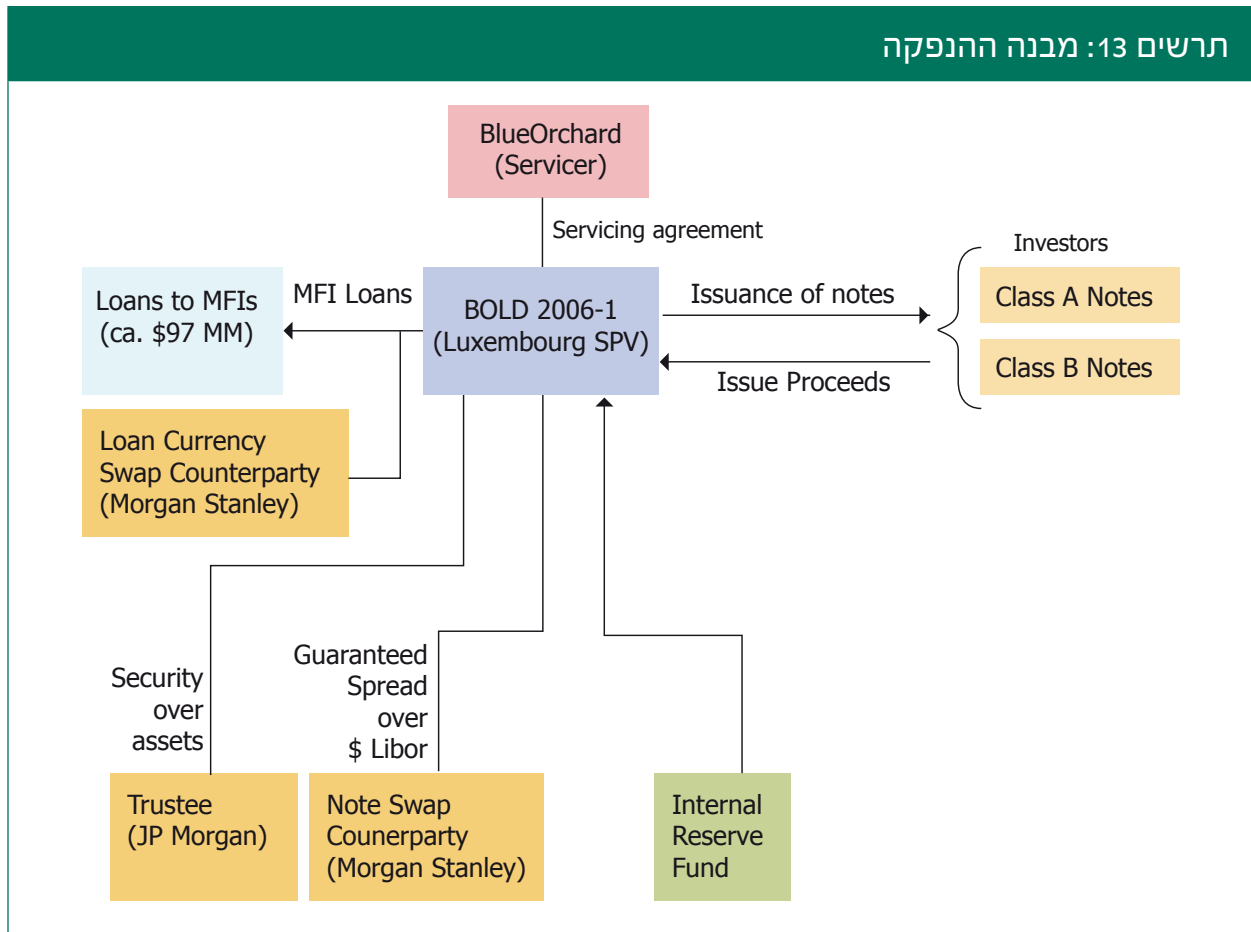 תרשים 13: מבנה ההנפקה
BlueOrchard
(Servicer)
Servicing agreement
Loans to MFIs
(ca. $97 MM)
MFI Loans
BOLD 2006-1
(Luxembourg SPV)
Issuance of notes
Issue Proceeds
Investors
Class A Notes
Class B Notes
Loan Currency
Swap Counterparty
(Morgan Stanley)
Security
over
assets
Guaranteed
Spread
over
$ Libor
Trustee
(JP Morgan)
Note Swap
Counerparty
(Morgan Stanley)
Internal
Reserve
Fund